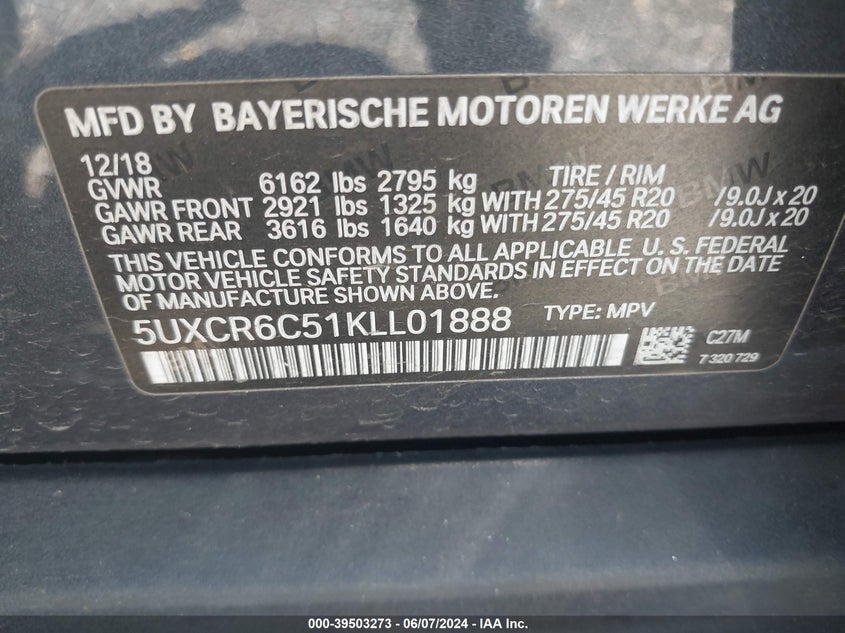 MFD BY BAYERISCHE MOTOREN WERKE AG
12/18 TIRE / RIM
GVWR 6162 lbs 2795 kg
GAWR FRONT 2921 lbs 1325 kg WITH 275/45 R20 /9.0J x 20
GAWR REAR 3616 lbs 1640 kg WITH 275/45 R20 /9.0J x 20
THIS VEHICLE CONFORMS TO ALL APPLICABLE U. S. FEDERAL
MOTOR VEHICLE SAFETY STANDARDS IN EFFECT ON THE DATE
OF MANUFACTURE SHOWN ABOVE.
5UXCR6C51KLL01888 TYPE: MPV
C27M
7 320 729
000-39503273 - 06/07/2024 - IAA Inc.